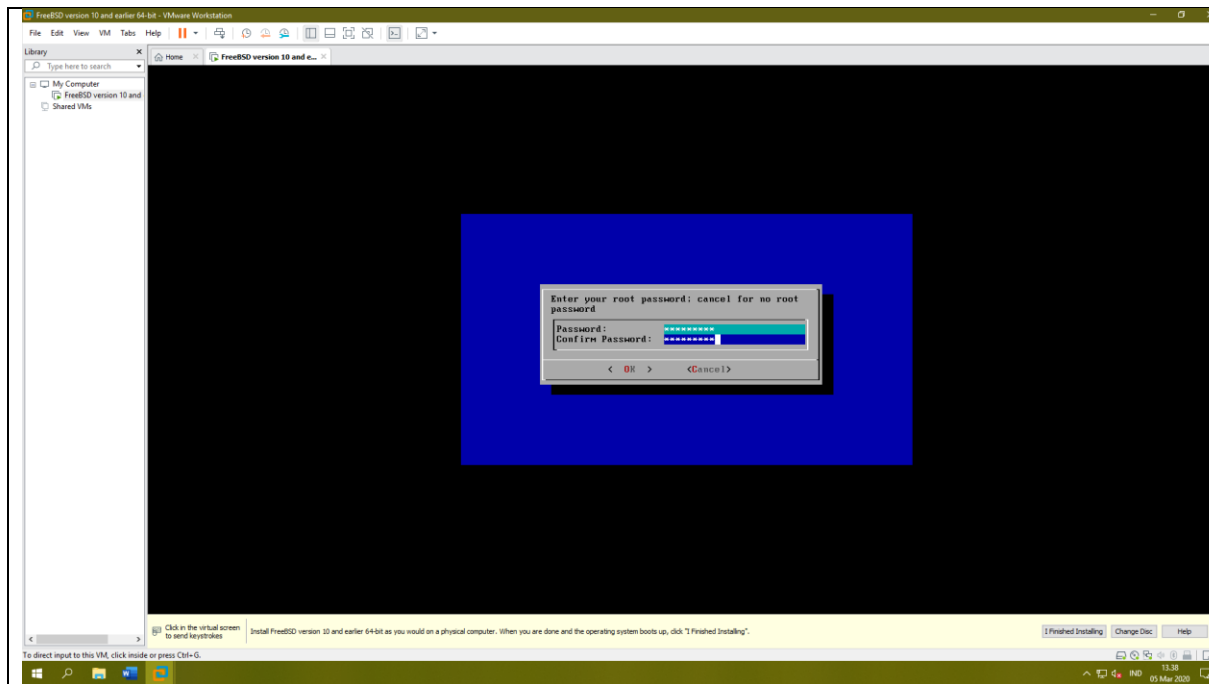 FreeBSD version 10 and earlier 64-bit - VMware Workstation
File Edit View VM Tabs Help
Library
Home
FreeBSD version 10 and e...
Type here to search
My Computer
FreeBSD version 10 and
Shared VMs
Enter your root password; cancel for no root
password
Password: *********
Confirm Password: *********
< OK > <Cancel>
Click in the virtual screen
to send keystrokes
Install FreeBSD version 10 and earlier 64-bit as you would on a physical computer. When you are done and the operating system boots up, click "I Finished Installing".
I Finished Installing
Change Disc
Help
To direct input to this VM, click inside or press Ctrl+G.
IND
13.38
05 Mar 2020